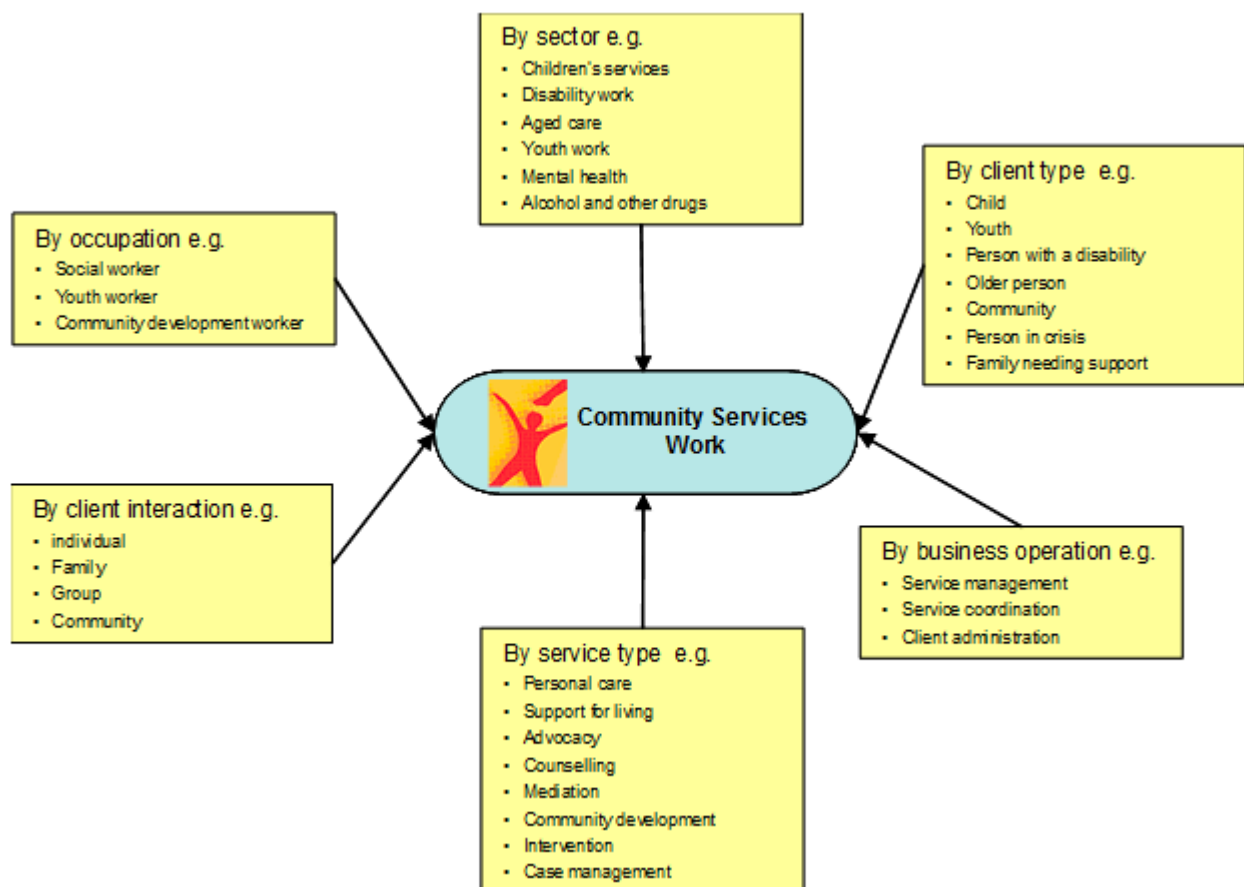 By sector e.g.
▪ Children's services
▪ Disability work
▪ Aged care
▪ Youth work
▪ Mental health
▪ Alcohol and other drugs
By client type e.g.
▪ Child
▪ Youth
▪ Person with a disability
▪ Older person
▪ Community
▪ Person in crisis
▪ Family needing support
By occupation e.g.
▪ Social worker
▪ Youth worker
▪ Community development worker
Community Services
Work
By client interaction e.g.
▪ individual
▪ Family
▪ Group
▪ Community
By business operation e.g.
▪ Service management
▪ Service coordination
▪ Client administration
By service type e.g.
▪ Personal care
▪ Support for living
▪ Advocacy
▪ Counselling
▪ Mediation
▪ Community development
▪ Intervention
▪ Case management